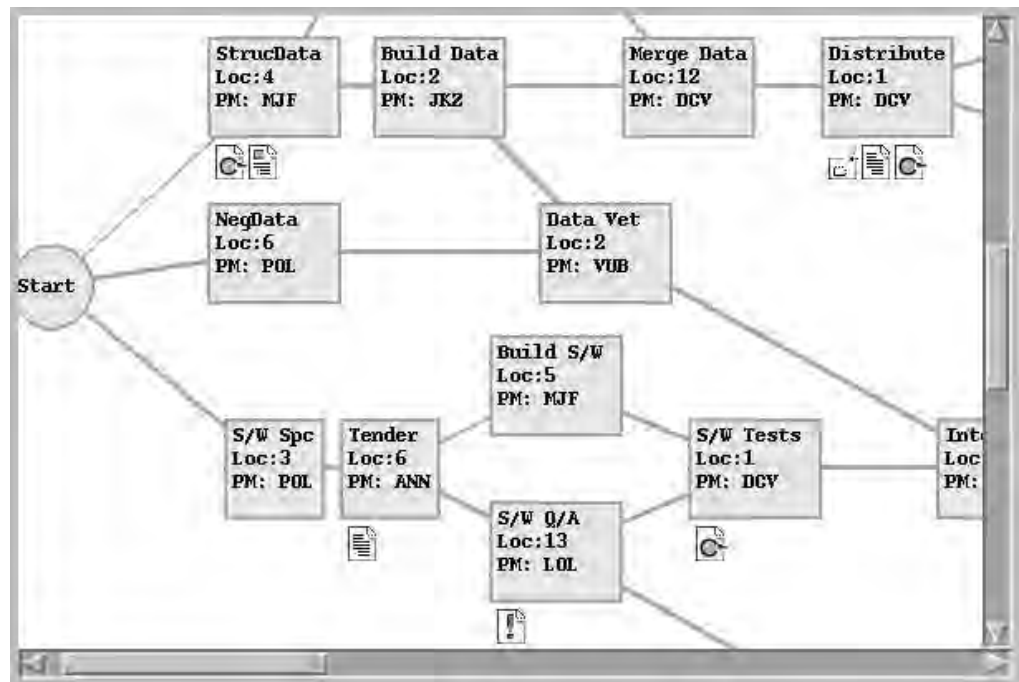 StrucData
Loc:4
PM: MJF
Build Data
Loc:2
PM: JKZ
Merge Data
Loc:12
PM: DCV
Distribute
Loc:1
PM: DCV
NegData
Loc:6
PM: POL
Data Vet
Loc:2
PM: VUB
Start
Build S/W
Loc:5
PM: MJF
S/W Spc
Loc:3
PM: POL
Tender
Loc:6
PM: ANN
S/W Tests
Loc:1
PM: DCV
Loc
PM:
S/W Q/A
Loc:13
PM: LOL